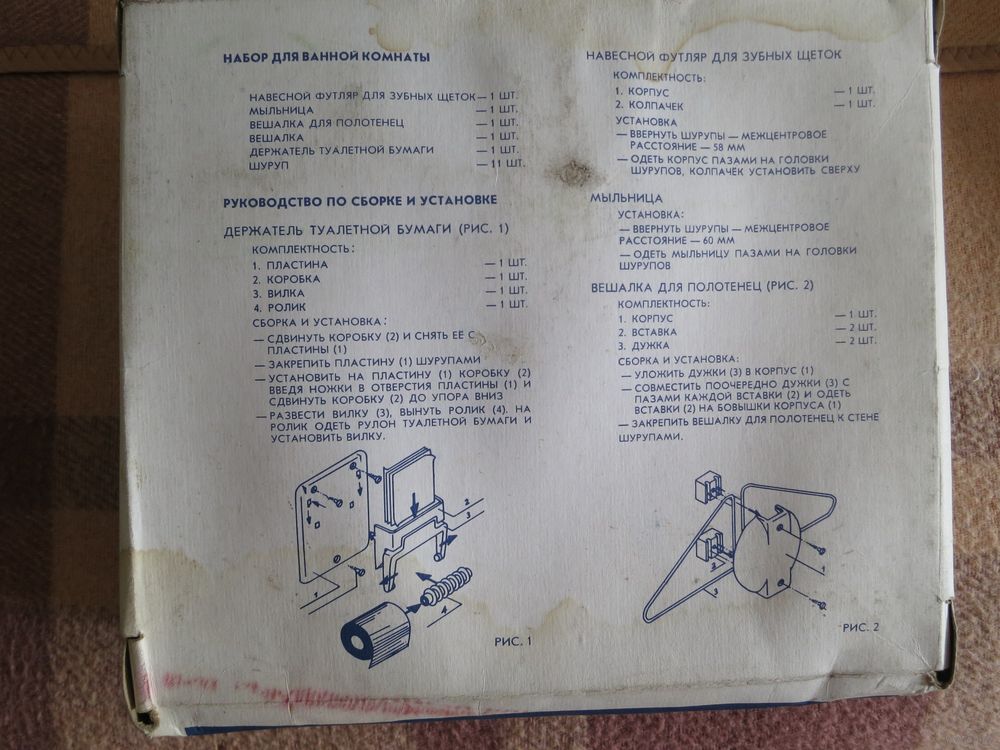 НАБОР ДЛЯ ВАННОЙ КОМНАТЫ
НАВЕСНОЙ ФУТЛЯР ДЛЯ ЗУБНЫХ ЩЕТОК — 1 ШТ.
МЫЛЬНИЦА — 1 ШТ.
ВЕШАЛКА ДЛЯ ПОЛОТЕНЕЦ — 1 ШТ.
ВЕШАЛКА — 1 ШТ.
ДЕРЖАТЕЛЬ ТУАЛЕТНОЙ БУМАГИ — 1 ШТ.
ШУРУП — 11 ШТ.
РУКОВОДСТВО ПО СБОРКЕ И УСТАНОВКЕ
ДЕРЖАТЕЛЬ ТУАЛЕТНОЙ БУМАГИ (РИС. 1)
КОМПЛЕКТНОСТЬ:
1. ПЛАСТИНА — 1 ШТ.
2. КОРОБКА — 1 ШТ.
3. ВИЛКА — 1 ШТ.
4. РОЛИК — 1 ШТ.
СБОРКА И УСТАНОВКА:
— СДВИНУТЬ КОРОБКУ (2) И СНЯТЬ ЕЁ С
ПЛАСТИНЫ (1)
— ЗАКРЕПИТЬ ПЛАСТИНУ (1) ШУРУПАМИ
— УСТАНОВИТЬ НА ПЛАСТИНУ (1) КОРОБКУ (2)
ВВЕДЯ НОЖКИ В ОТВЕРСТИЯ ПЛАСТИНЫ (1) И
СДВИНУТЬ КОРОБКУ (2) ДО УПОРА ВНИЗ
— РАЗВЕСТИ ВИЛКУ (3), ВЫНУТЬ РОЛИК (4). НА
РОЛИК ОДЕТЬ РУЛОН ТУАЛЕТНОЙ БУМАГИ И
УСТАНОВИТЬ ВИЛКУ.
2
3
1
4
РИС. 1
НАВЕСНОЙ ФУТЛЯР ДЛЯ ЗУБНЫХ ЩЕТОК
КОМПЛЕКТНОСТЬ:
1. КОРПУС — 1 ШТ.
2. КОЛПАЧЕК — 1 ШТ.
УСТАНОВКА
— ВВЕРНУТЬ ШУРУПЫ — МЕЖЦЕНТРОВОЕ
РАССТОЯНИЕ — 58 ММ
— ОДЕТЬ КОРПУС ПАЗАМИ НА ГОЛОВКИ
ШУРУПОВ, КОЛПАЧЕК УСТАНОВИТЬ СВЕРХУ
МЫЛЬНИЦА
УСТАНОВКА:
— ВВЕРНУТЬ ШУРУПЫ — МЕЖЦЕНТРОВОЕ
РАССТОЯНИЕ — 60 ММ
— ОДЕТЬ МЫЛЬНИЦУ ПАЗАМИ НА ГОЛОВКИ
ШУРУПОВ
ВЕШАЛКА ДЛЯ ПОЛОТЕНЕЦ (РИС. 2)
КОМПЛЕКТНОСТЬ:
1. КОРПУС — 1 ШТ.
2. ВСТАВКА — 2 ШТ.
3. ДУЖКА — 2 ШТ.
СБОРКА И УСТАНОВКА:
— УЛОЖИТЬ ДУЖКИ (3) В КОРПУС (1)
— СОВМЕСТИТЬ ПООЧЕРЕДНО ДУЖКИ (3) С
ПАЗАМИ КАЖДОЙ ВСТАВКИ (2) И ОДЕТЬ
ВСТАВКИ (2) НА БОВЫШКИ КОРПУСА (1)
— ЗАКРЕПИТЬ ВЕШАЛКУ ДЛЯ ПОЛОТЕНЕЦ К СТЕНЕ
ШУРУПАМИ.
2
1
3
РИС. 2